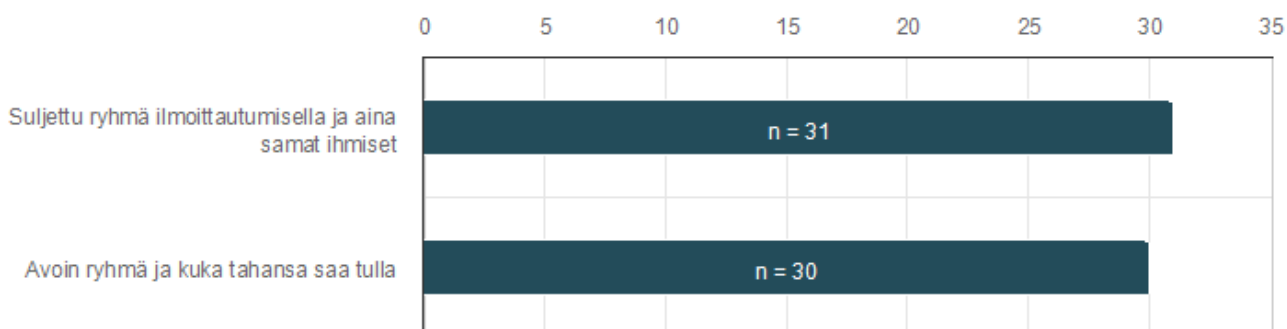 0 5 10 15 20 25 30 35
Suljettu ryhmä ilmoittautumisella ja aina
samat ihmiset
n = 31
Avoin ryhmä ja kuka tahansa saa tulla
n = 30